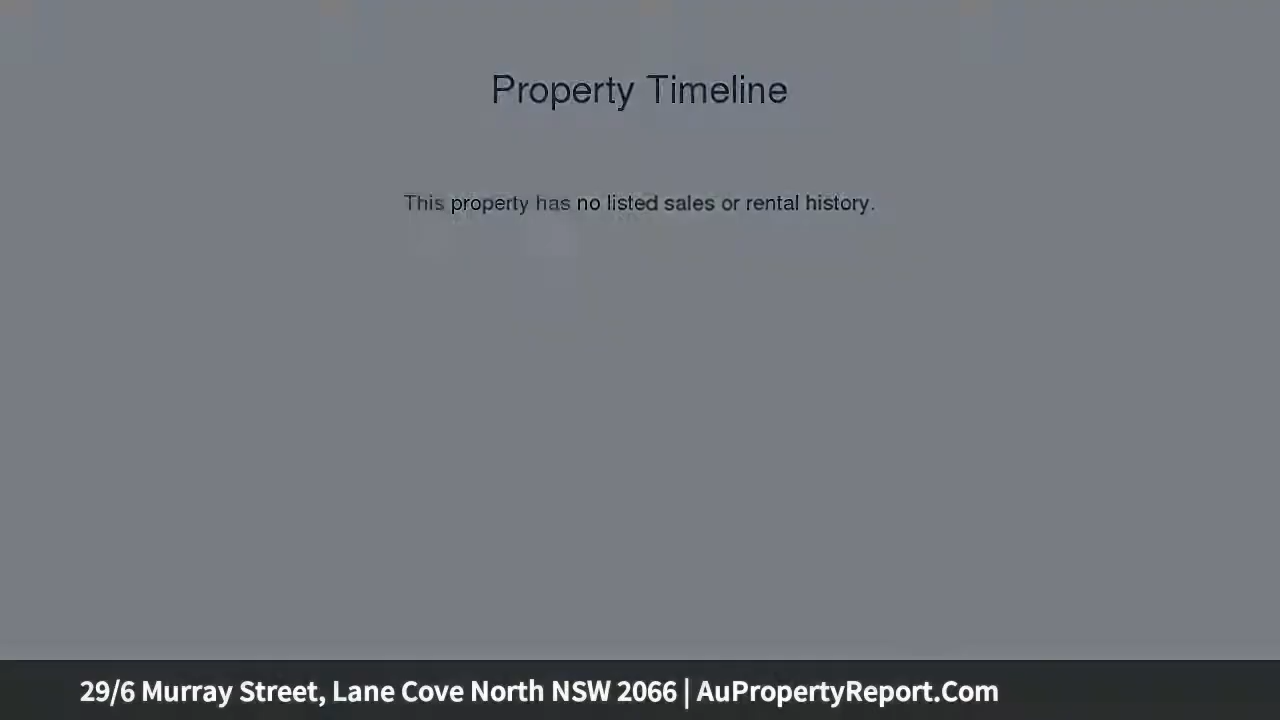 Property Timeline
This property has no listed sales or rental history.
29/6 Murray Street, Lane Cove North NSW 2066 | AuPropertyReport.Com